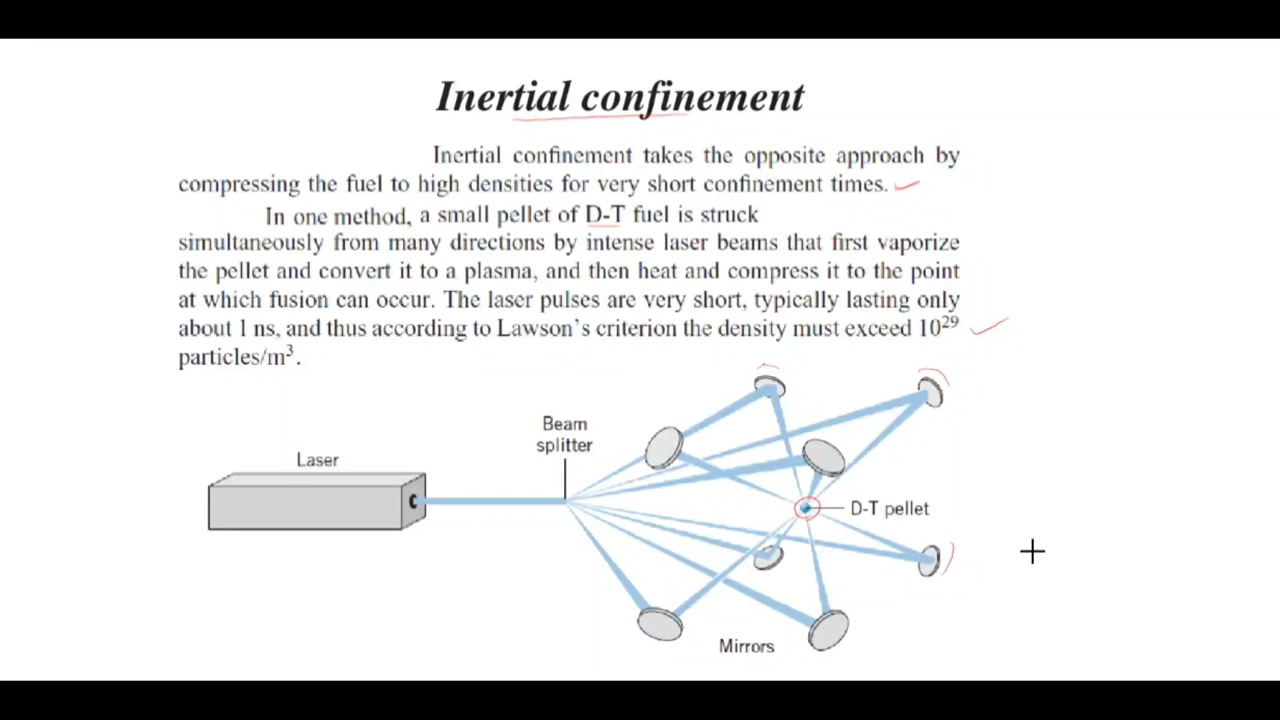 Inertial confinement
Inertial confinement takes the opposite approach by
compressing the fuel to high densities for very short confinement times.
In one method, a small pellet of D-T fuel is struck
simultaneously from many directions by intense laser beams that first vaporize
the pellet and convert it to a plasma, and then heat and compress it to the point
at which fusion can occur. The laser pulses are very short, typically lasting only
about 1 ns, and thus according to Lawson’s criterion the density must exceed 10²⁹
particles/m³.
Beam
splitter
Laser
D-T pellet
Mirrors